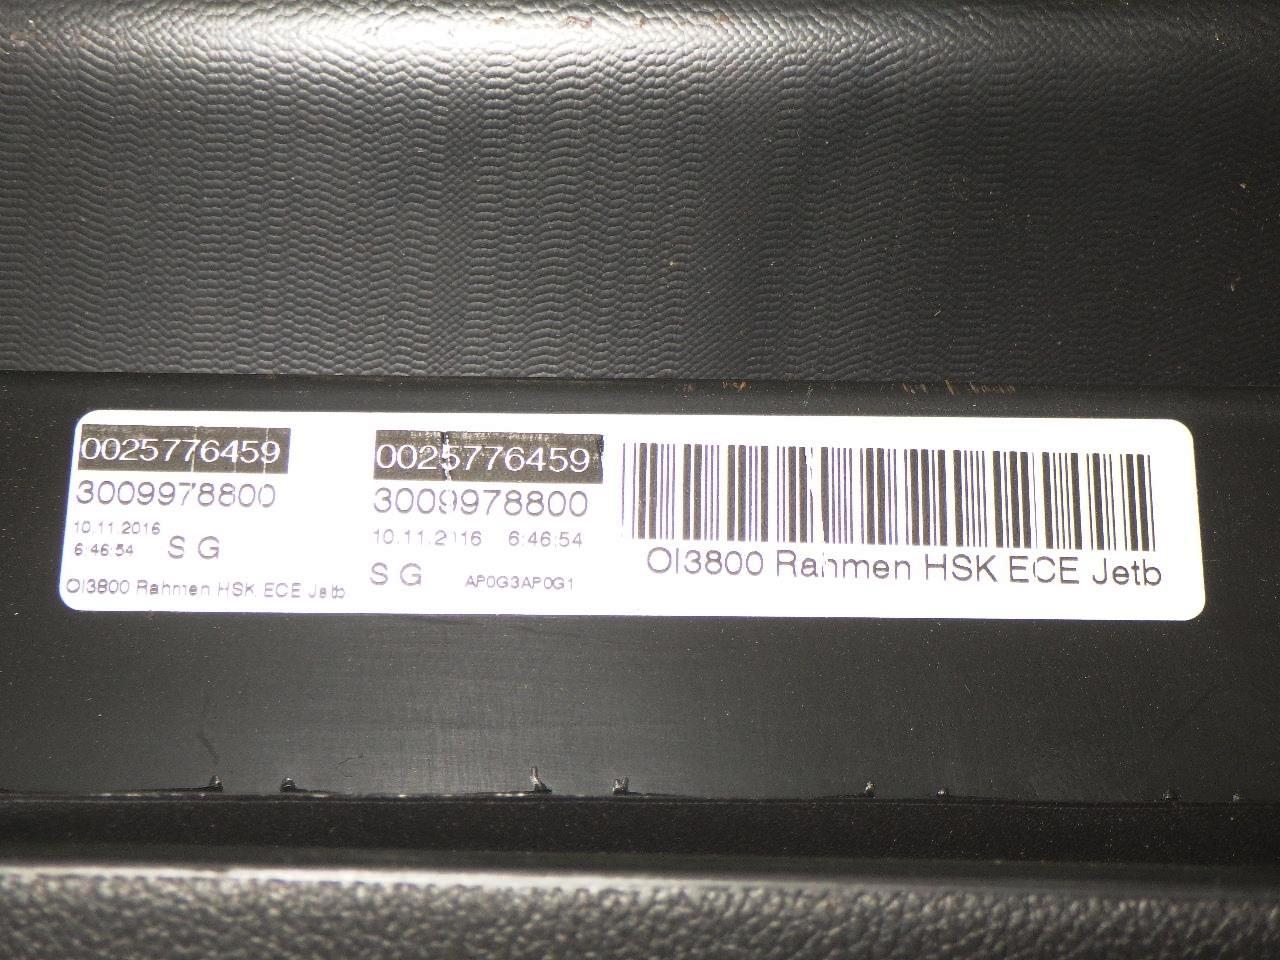 0025776459
3009978800
10.11.2016
6:46:54 S G
OI3800 Rahmen HSK ECE Jetb
0025776459
3009978800
10.11.2016 6:46:54
S G AP0G3AP0G1
OI3800 Rahmen HSK ECE Jetb